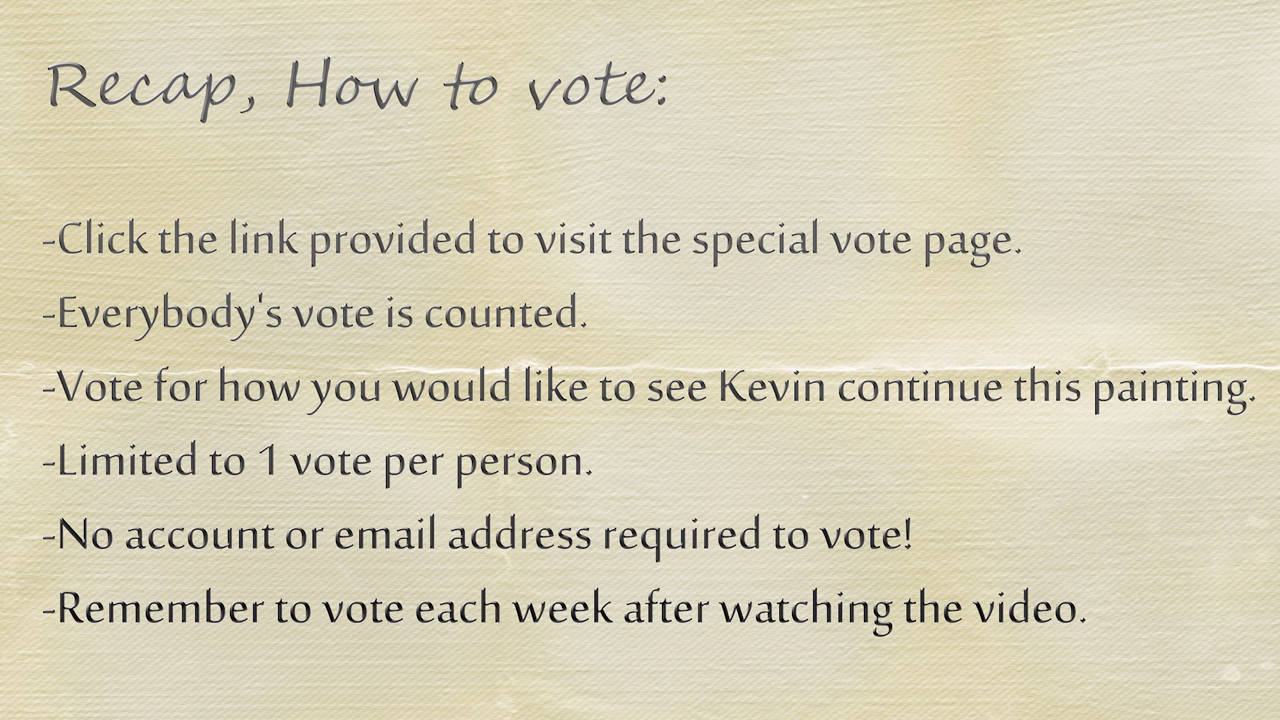 Recap, How to vote:
-Click the link provided to visit the special vote page.
-Everybody's vote is counted.
-Vote for how you would like to see Kevin continue this painting.
-Limited to 1 vote per person.
-No account or email address required to vote!
-Remember to vote each week after watching the video.